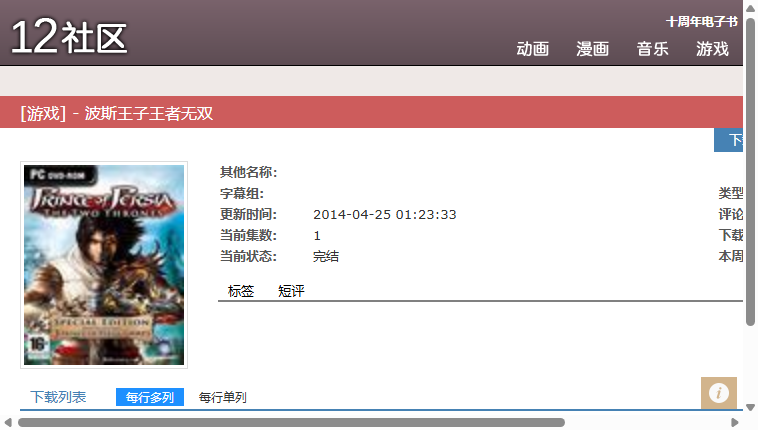 12社区
十周年电子书
动画 漫画 音乐 游戏
[游戏] - 波斯王子王者无双
PC DVD-ROM
PRINCE OF PERSIA
THE TWO THRONES
SPECIAL EDITION
16+
UBISOFT
其他名称:
字幕组: 类型
更新时间: 2014-04-25 01:23:33 评论
当前集数: 1 下载
当前状态: 完结 本周
标签 短评
下载列表 每行多列 每行单列
i